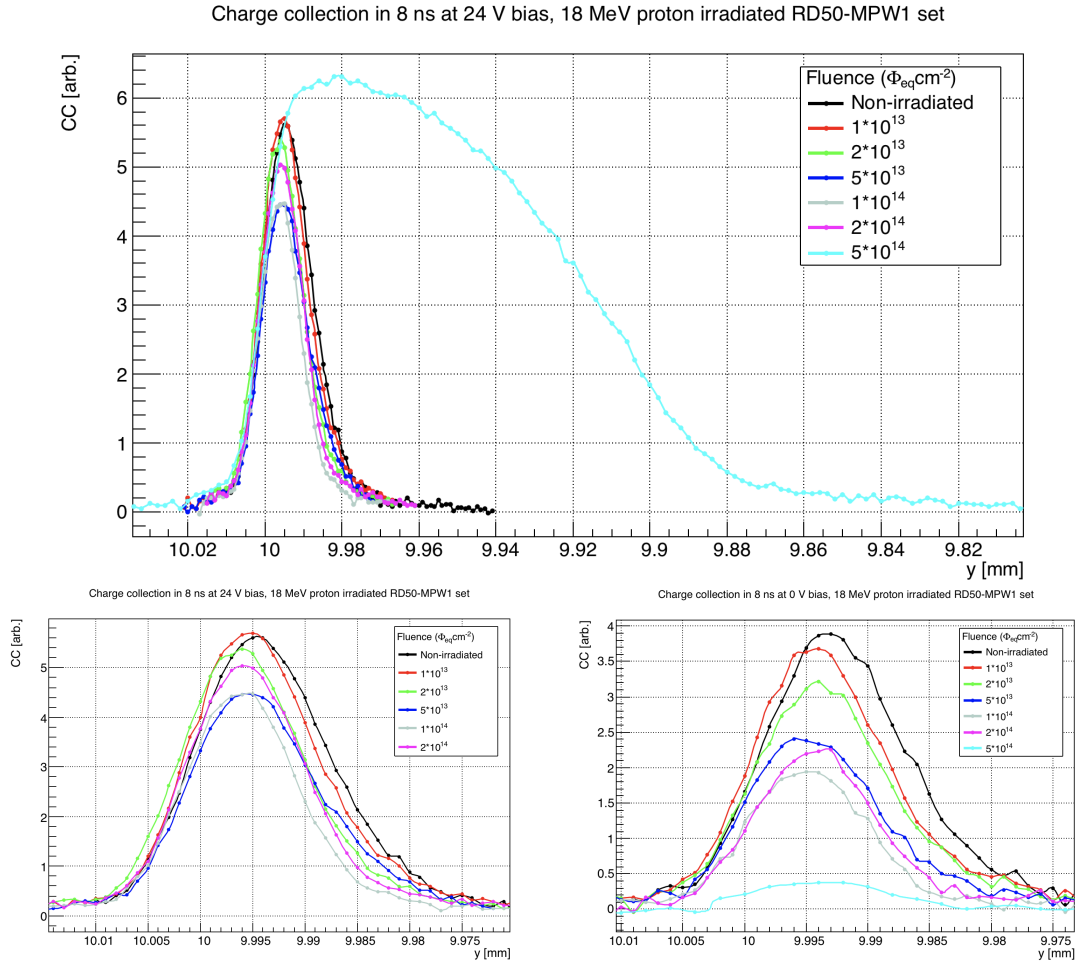 Charge collection in 8 ns at 24 V bias, 18 MeV proton irradiated RD50-MPW1 set
CC [arb.]
6
5
4
3
2
1
0
Fluence (Φeqcm-2)
Non-irradiated
1*10^13
2*10^13
5*10^13
1*10^14
2*10^14
5*10^14
10.02 10 9.98 9.96 9.94 9.92 9.9 9.88 9.86 9.84 9.82
y [mm]
Charge collection in 8 ns at 24 V bias, 18 MeV proton irradiated RD50-MPW1 set
CC [arb.]
5
4
3
2
1
0
Fluence (Φeqcm-2)
Non-irradiated
1*10^13
2*10^13
5*10^13
1*10^14
2*10^14
10.01 10.005 10 9.995 9.99 9.985 9.98 9.975
y [mm]
Charge collection in 8 ns at 0 V bias, 18 MeV proton irradiated RD50-MPW1 set
CC [arb.]
4
3.5
3
2.5
2
1.5
1
0.5
0
Fluence (Φeqcm-2)
Non-irradiated
1*10^13
2*10^13
5*10^13
1*10^14
2*10^14
5*10^14
10.01 10.005 10 9.995 9.99 9.985 9.98 9.975
y [mm]